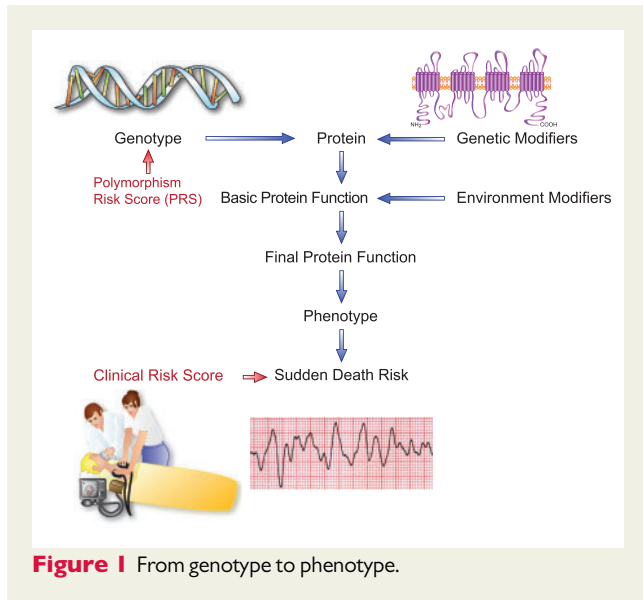 NH2
COOH
Genotype
Protein
Genetic Modifiers
Polymorphism
Risk Score (PRS)
Basic Protein Function
Environment Modifiers
Final Protein Function
Phenotype
Clinical Risk Score
Sudden Death Risk
Figure 1 From genotype to phenotype.